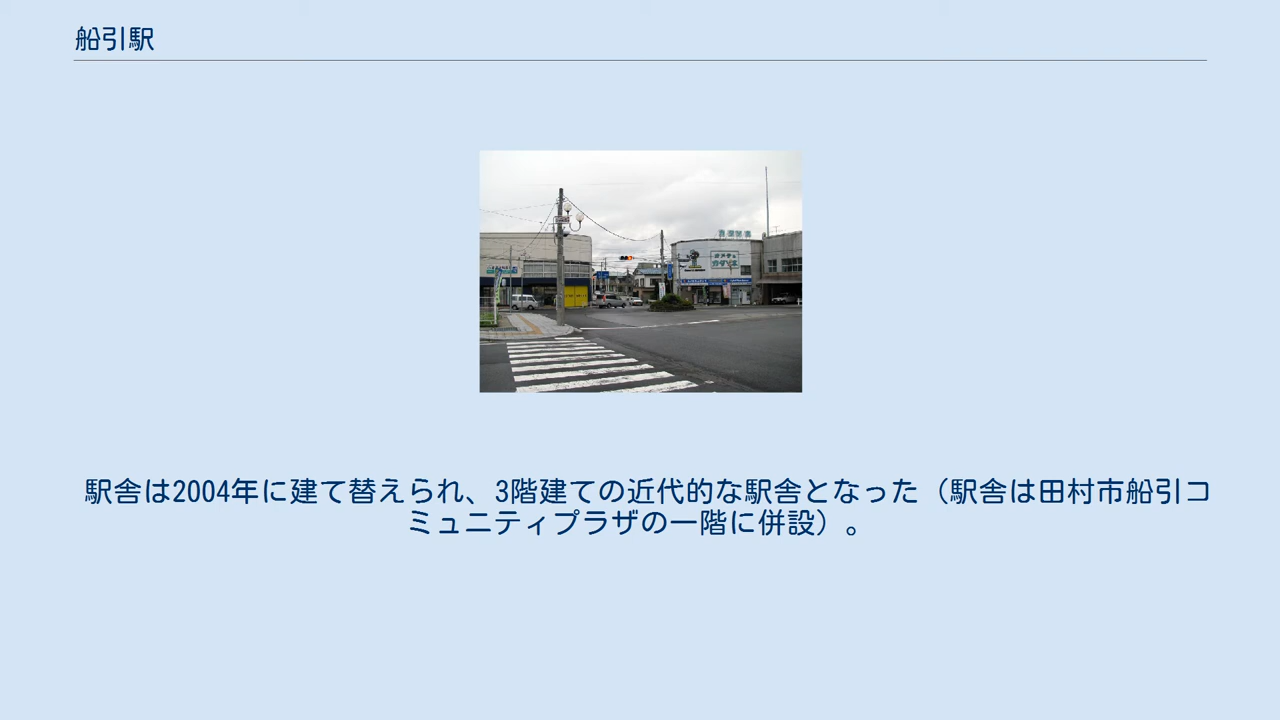 船引駅
駅舎は2004年に建て替えられ、3階建ての近代的な駅舎となった（駅舎は田村市船引コ
ミュニティプラザの一階に併設）。